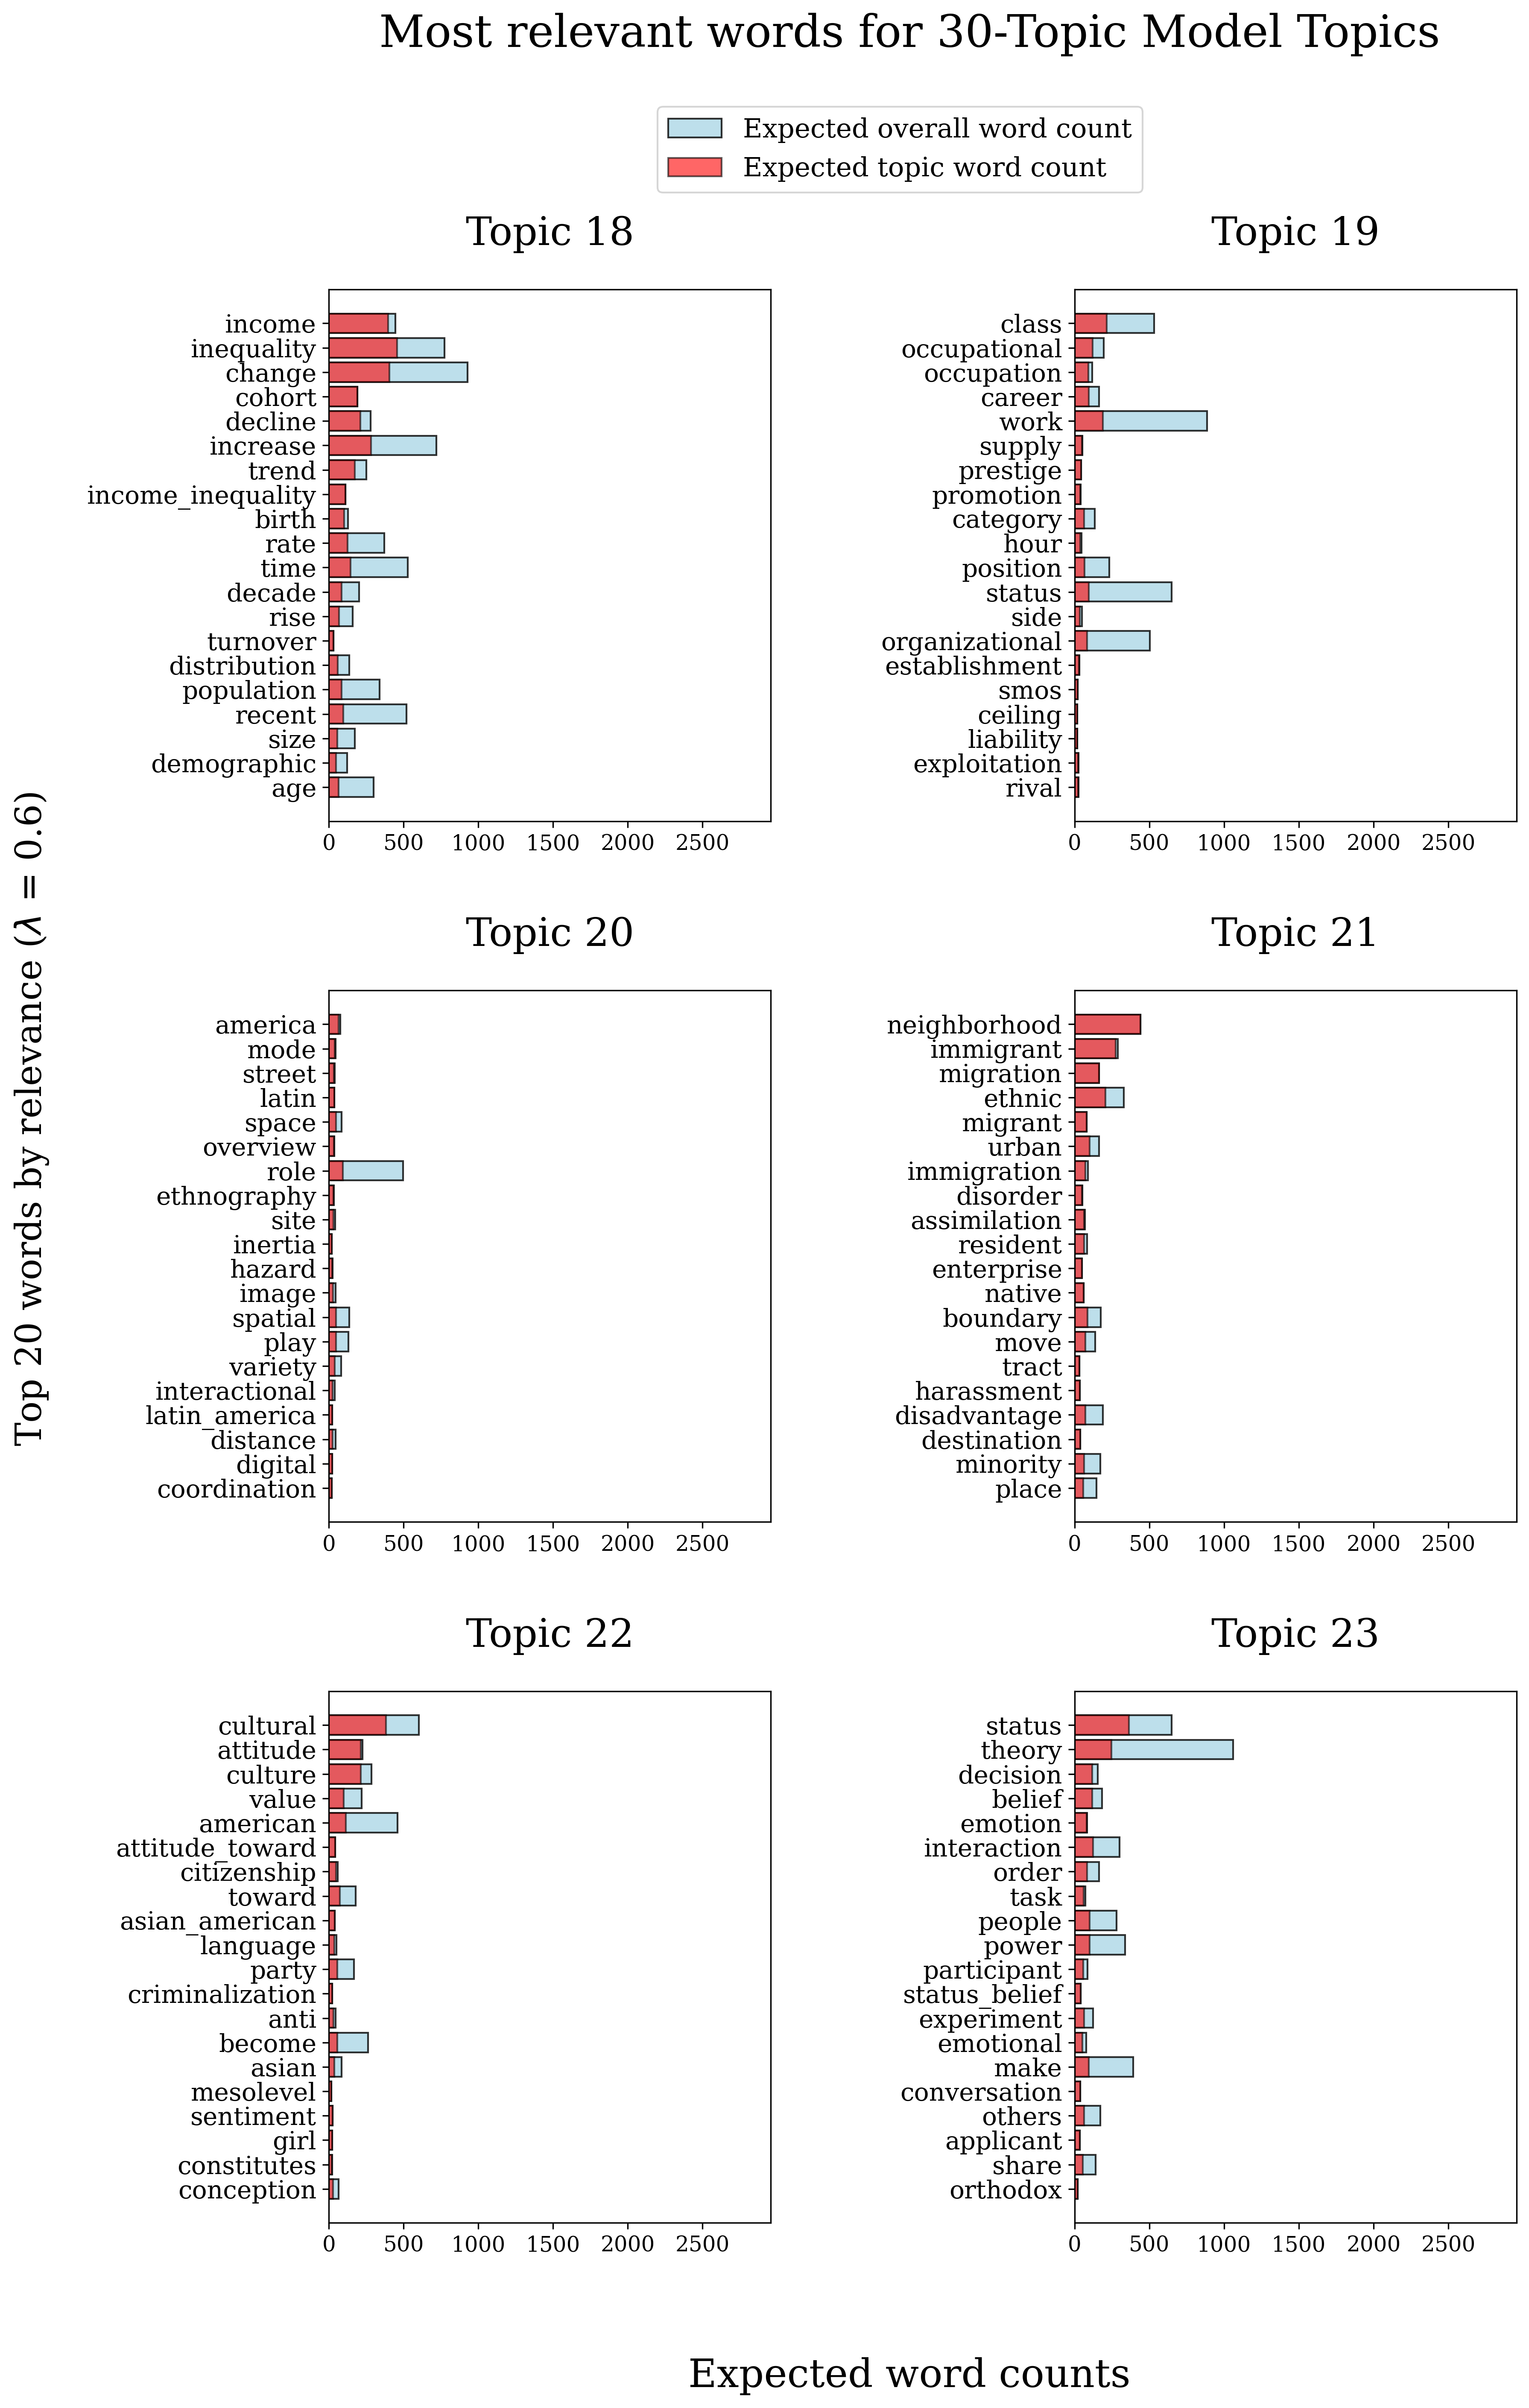 Most relevant words for 30-Topic Model Topics
Expected overall word count
Expected topic word count
Top 20 words by relevance (λ = 0.6)
Topic 18
income
inequality
change
cohort
decline
increase
trend
income_inequality
birth
rate
time
decade
rise
turnover
distribution
population
recent
size
demographic
age
0 500 1000 1500 2000 2500
Topic 19
class
occupational
occupation
career
work
supply
prestige
promotion
category
hour
position
status
side
organizational
establishment
smos
ceiling
liability
exploitation
rival
0 500 1000 1500 2000 2500
Topic 20
america
mode
street
latin
space
overview
role
ethnography
site
inertia
hazard
image
spatial
play
variety
interactional
latin_america
distance
digital
coordination
0 500 1000 1500 2000 2500
Topic 21
neighborhood
immigrant
migration
ethnic
migrant
urban
immigration
disorder
assimilation
resident
enterprise
native
boundary
move
tract
harassment
disadvantage
destination
minority
place
0 500 1000 1500 2000 2500
Topic 22
cultural
attitude
culture
value
american
attitude_toward
citizenship
toward
asian_american
language
party
criminalization
anti
become
asian
mesolevel
sentiment
girl
constitutes
conception
0 500 1000 1500 2000 2500
Topic 23
status
theory
decision
belief
emotion
interaction
order
task
people
power
participant
status_belief
experiment
emotional
make
conversation
others
applicant
share
orthodox
0 500 1000 1500 2000 2500
Expected word counts